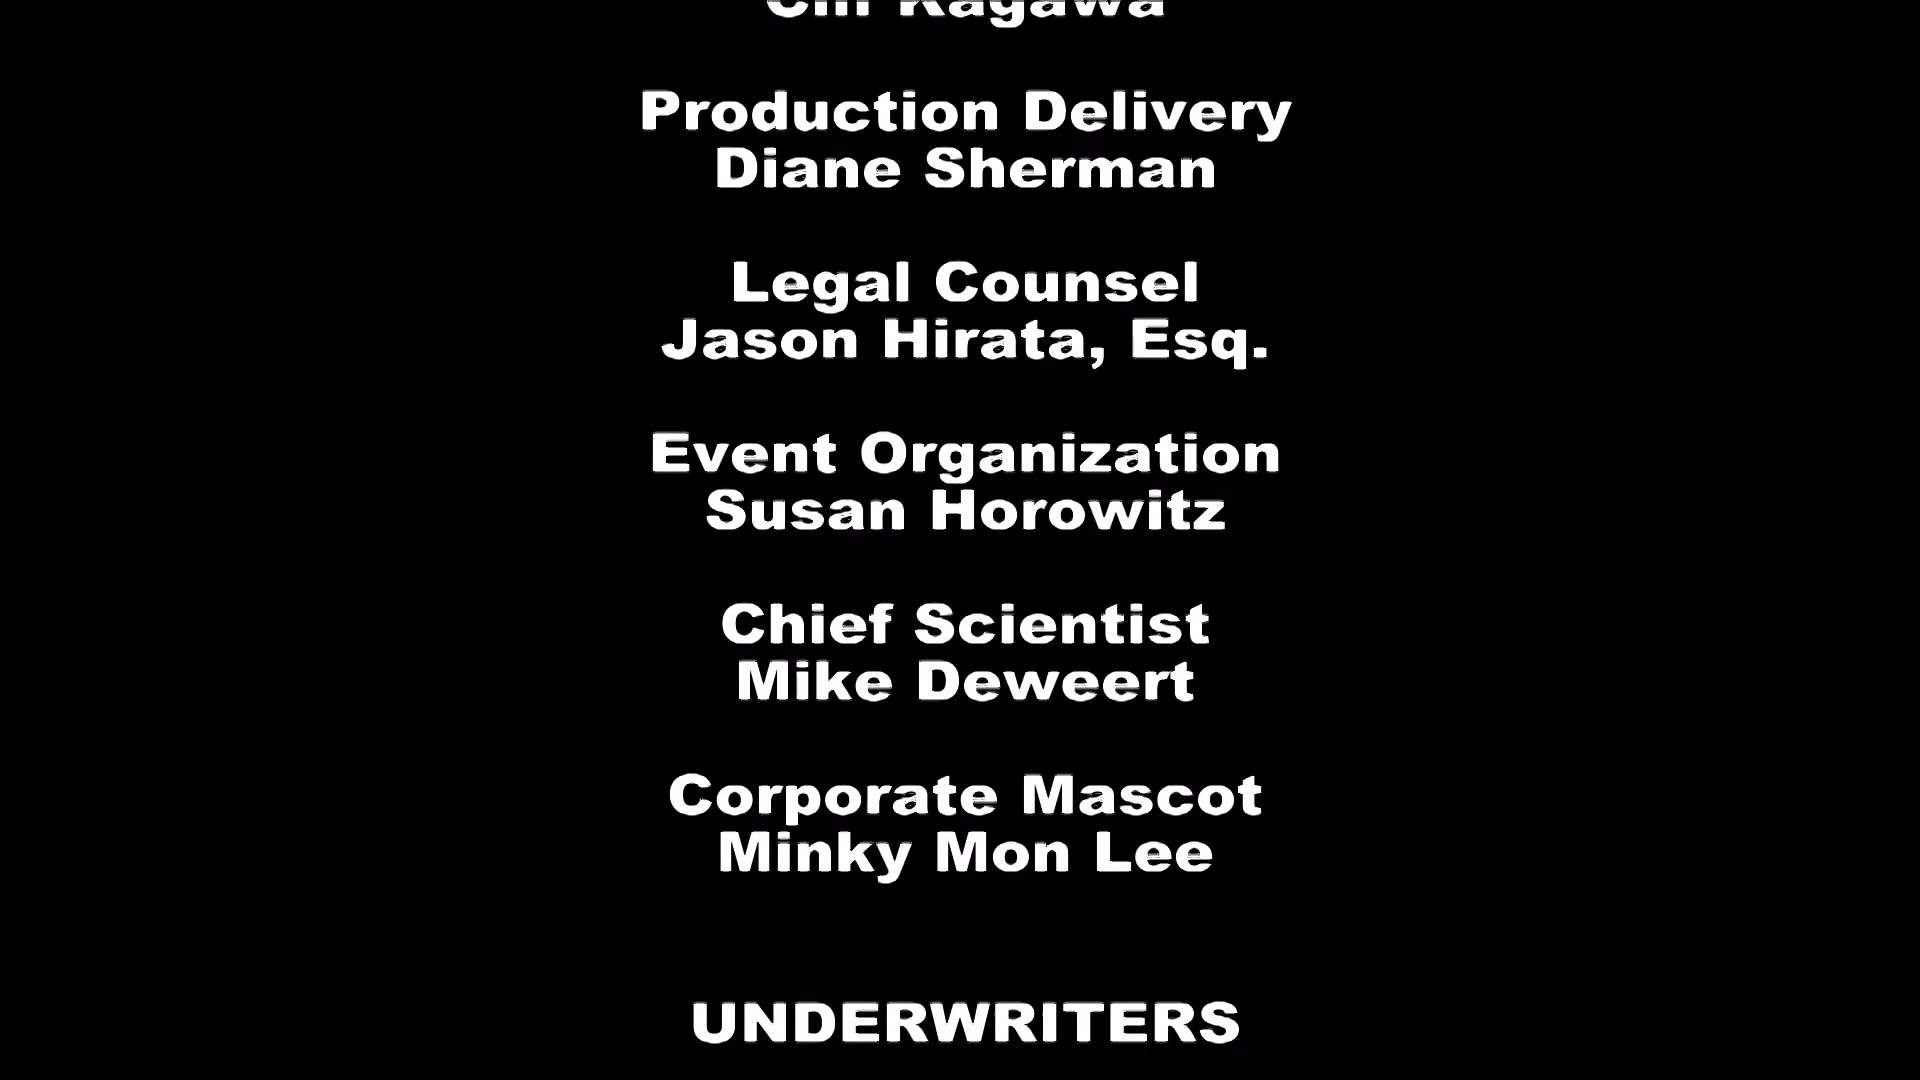 Kagawa
Production Delivery
Diane Sherman
Legal Counsel
Jason Hirata, Esq.
Event Organization
Susan Horowitz
Chief Scientist
Mike Deweert
Corporate Mascot
Minky Mon Lee
UNDERWRITERS